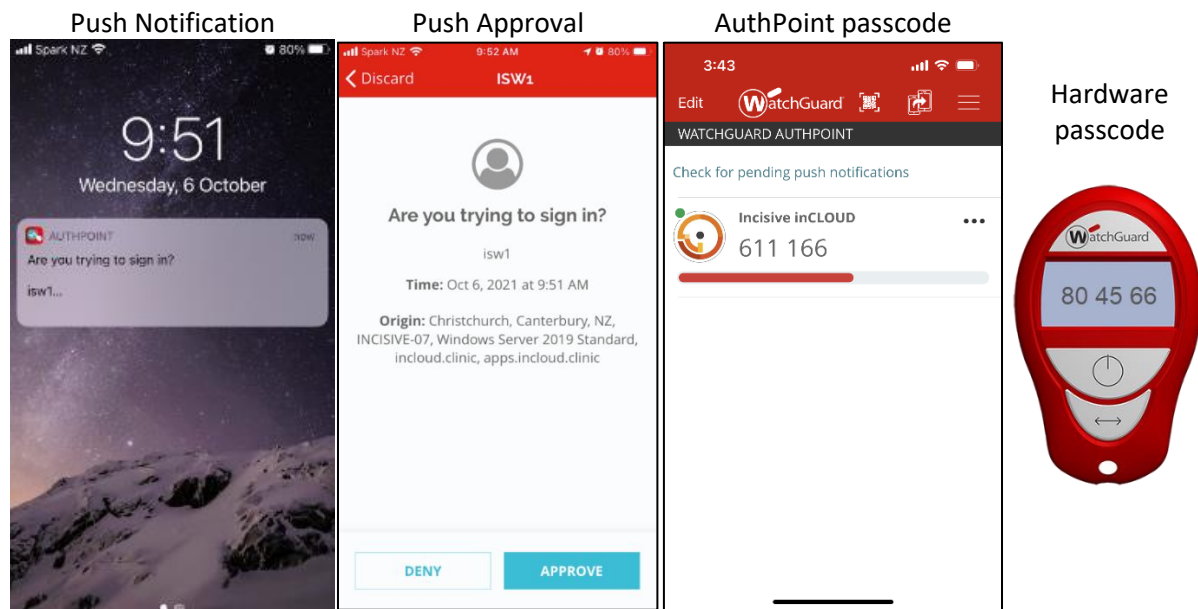 Push Notification
Spark NZ
80%
9:51
Wednesday, 6 October
AUTHPOINT
now
Are you trying to sign in?
isw1...
Push Approval
Spark NZ
9:52 AM
80%
Discard
ISW1
Are you trying to sign in?
isw1
Time: Oct 6, 2021 at 9:51 AM
Origin: Christchurch, Canterbury, NZ,
INCISIVE-07, Windows Server 2019 Standard,
incloud.clinic, apps.incloud.clinic
DENY
APPROVE
AuthPoint passcode
3:43
Edit
WatchGuard
WATCHGUARD AUTHPOINT
Check for pending push notifications
Incisive inCLOUD
611 166
Hardware
passcode
WatchGuard
80 45 66